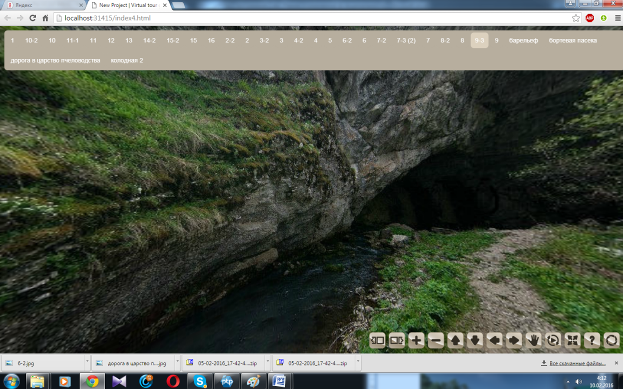 Яндекс
New Project | Virtual tour
localhost:31415/index4.html
1 10-2 10 11-1 11 12 13 14-2 15-2 15 16 2-2 2 3-2 3 4-2 4 5 6-2 6 7-2 7-3 (2) 7 8-2 8 9-3 9 барельеф бортевая пасека
дорога в царство пчеловодства колодная 2
6-2.jpg дорога в царство п...jpg 05-02-2016_17-42-4...zip 05-02-2016_17-42-4...zip Все скачанные файлы...
4:12
10.02.2016